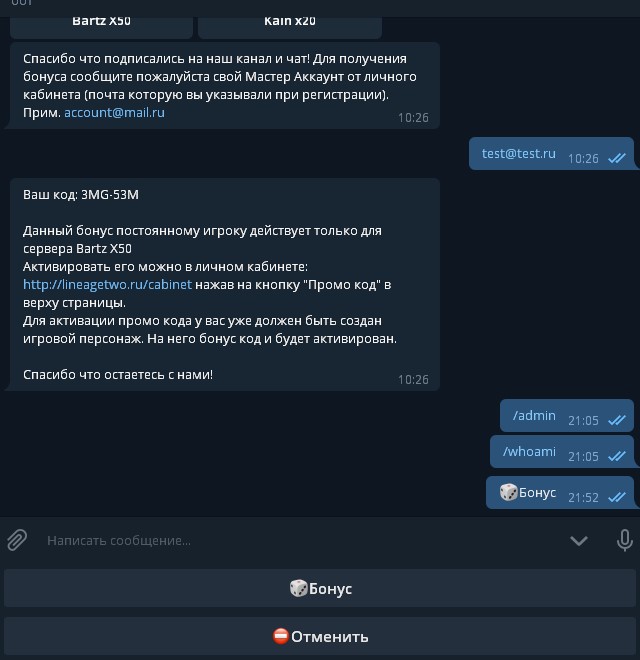 Bartz X50
Kain x20
Спасибо что подписались на наш канал и чат! Для получения
бонуса сообщите пожалуйста свой Мастер Аккаунт от личного
кабинета (почта которую вы указывали при регистрации).
Прим. account@mail.ru
10:26
test@test.ru 10:26
Ваш код: 3MG-53M
Данный бонус постоянному игроку действует только для
сервера Bartz X50
Активировать его можно в личном кабинете:
http://lineagetwo.ru/cabinet нажав на кнопку "Промо код" в
верху страницы.
Для активации промо кода у вас уже должен быть создан
игровой персонаж. На него бонус код и будет активирован.
Спасибо что остаетесь с нами!
10:26
/admin 21:05
/whoami 21:05
🎲Бонус 21:52
Написать сообщение...
🎲Бонус
⛔Отменить